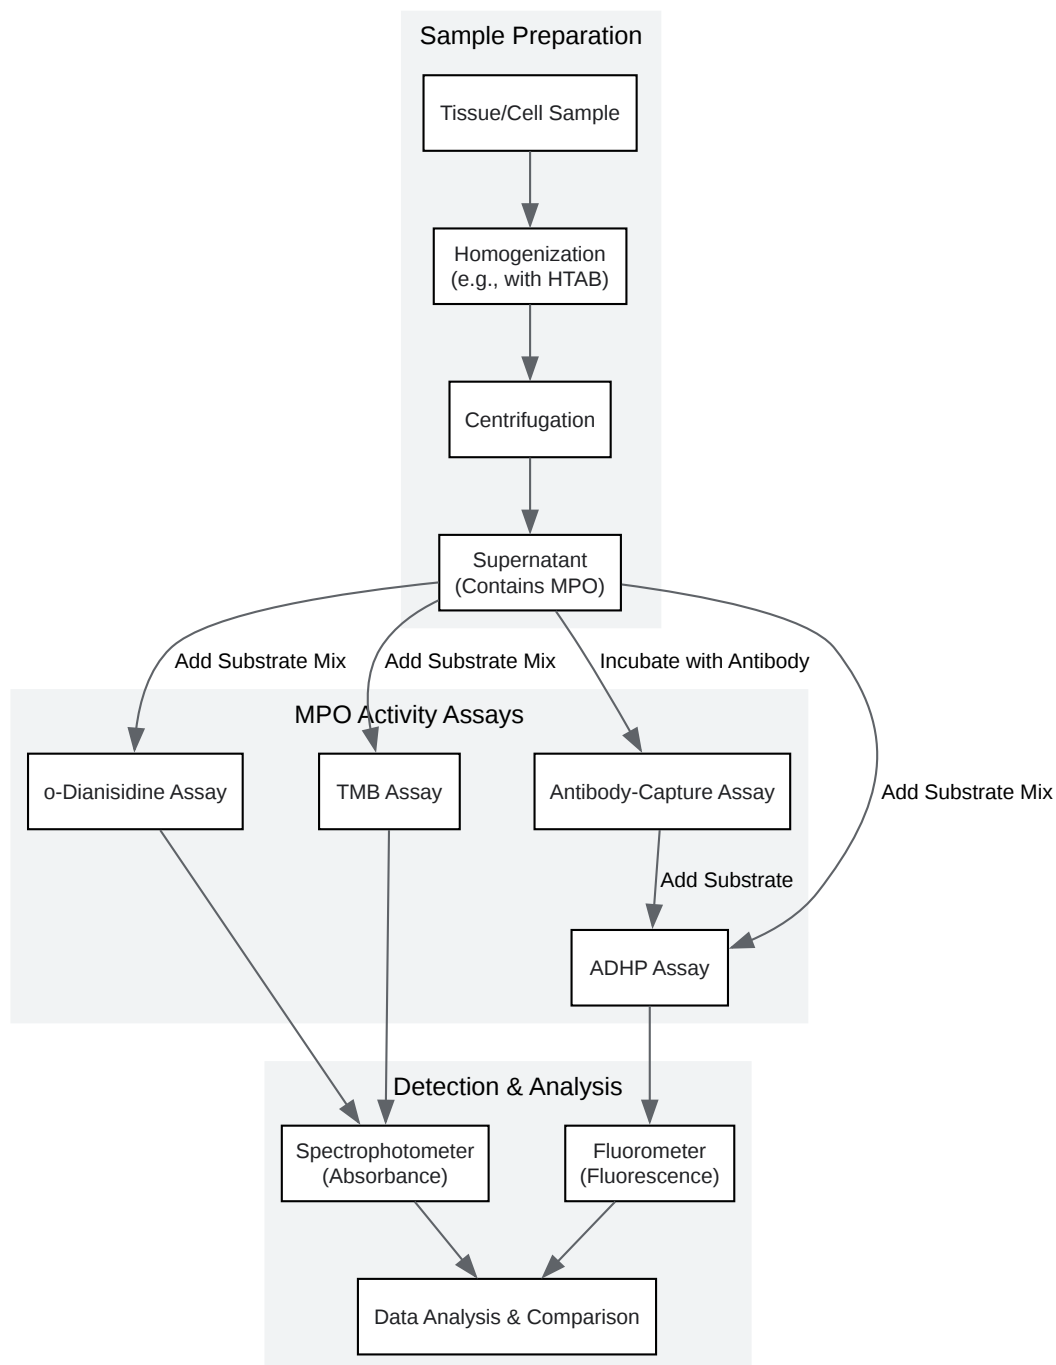 Sample Preparation
Tissue/Cell Sample
Homogenization
(e.g., with HTAB)
Centrifugation
Supernatant
(Contains MPO)
Add Substrate Mix
Add Substrate Mix
Incubate with Antibody
MPO Activity Assays
o-Dianisidine Assay
TMB Assay
Antibody-Capture Assay
Add Substrate Mix
Add Substrate
ADHP Assay
Detection & Analysis
Spectrophotometer
(Absorbance)
Fluorometer
(Fluorescence)
Data Analysis & Comparison